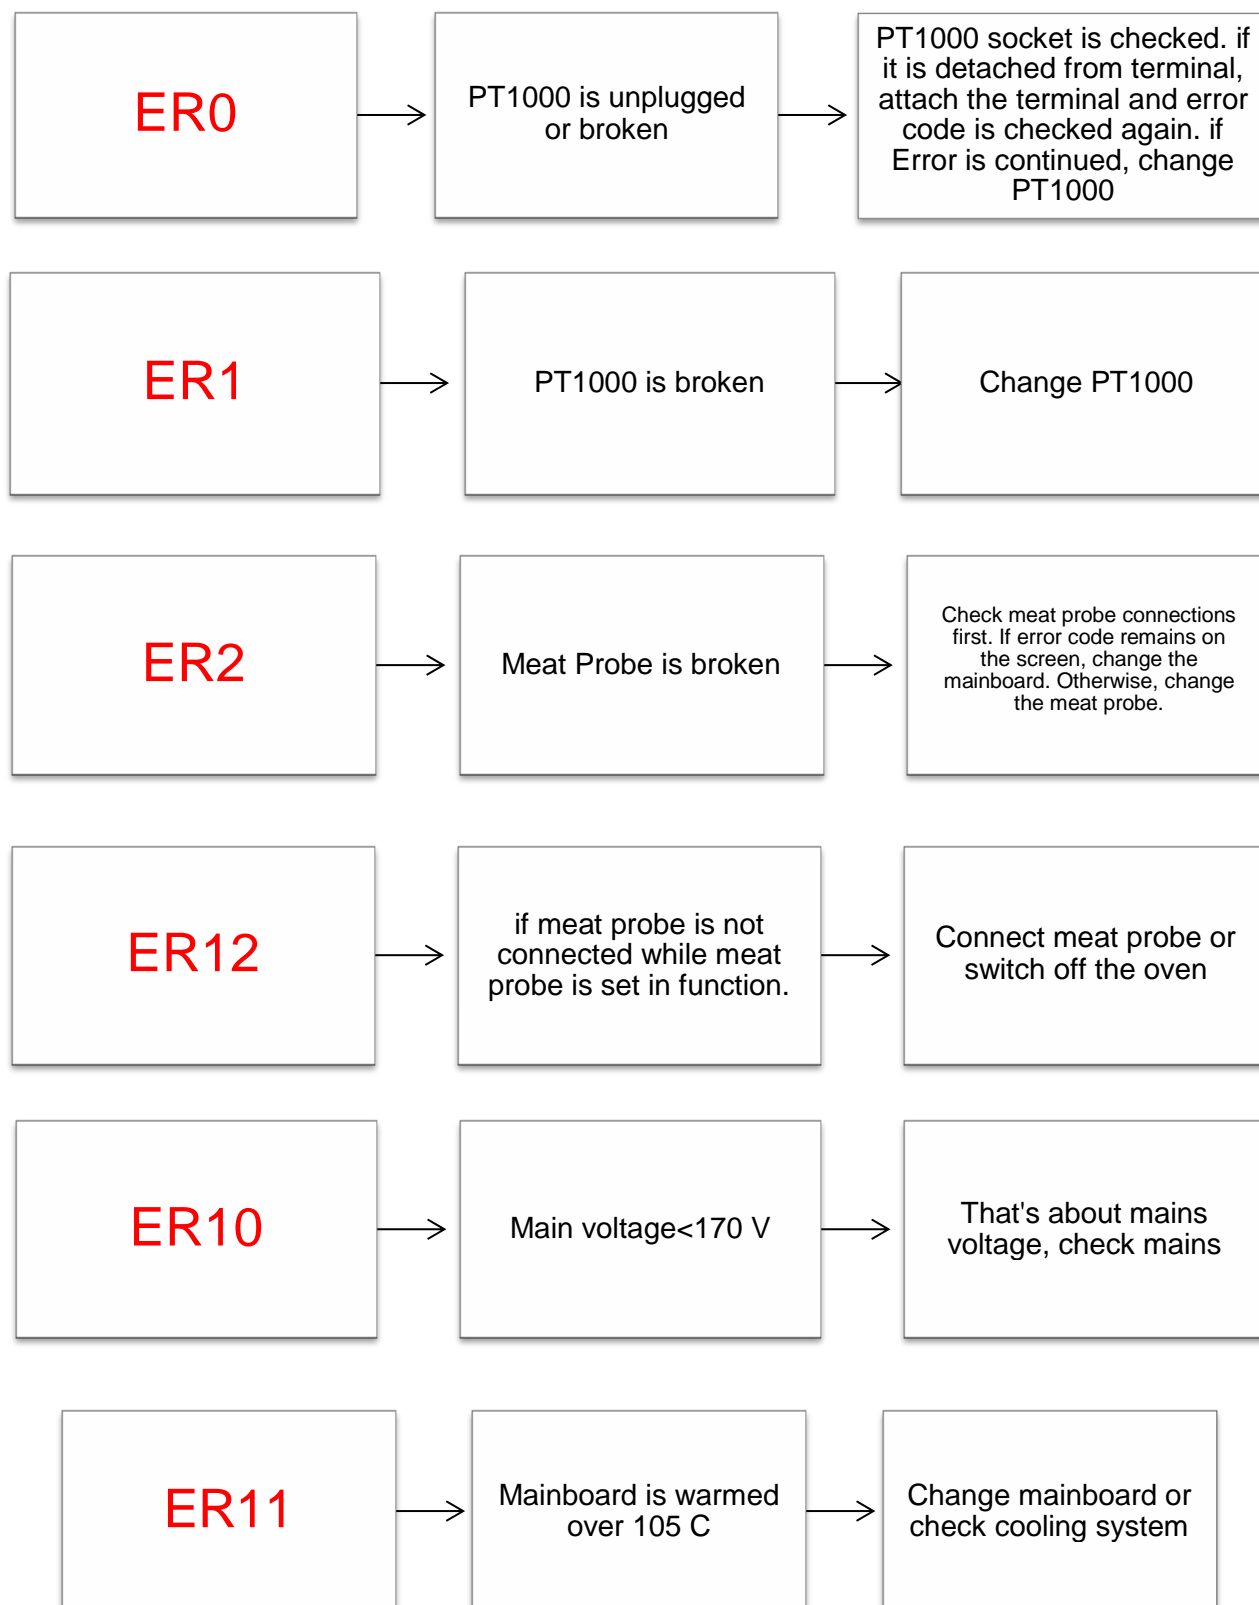 ER0
PT1000 is unplugged
or broken
PT1000 socket is checked. if
it is detached from terminal,
attach the terminal and error
code is checked again. if
Error is continued, change
PT1000
ER1
PT1000 is broken
Change PT1000
ER2
Meat Probe is broken
Check meat probe connections
first. If error code remains on
the screen, change the
mainboard. Otherwise, change
the meat probe.
ER12
if meat probe is not
connected while meat
probe is set in function.
Connect meat probe or
switch off the oven
ER10
Main voltage<170 V
That's about mains
voltage, check mains
ER11
Mainboard is warmed
over 105 C
Change mainboard or
check cooling system